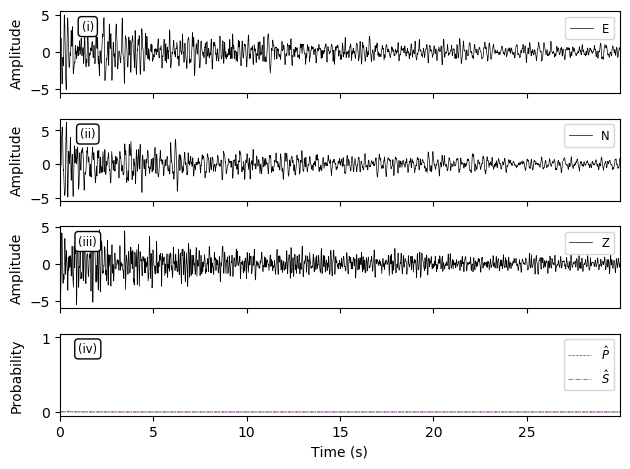 5
0
−5
Amplitude
(i)
E
5
0
−5
Amplitude
(ii)
N
5
0
−5
Amplitude
(iii)
Z
1
0
Probability
(iv)
P̂
Ŝ
0 5 10 15 20 25
Time (s)